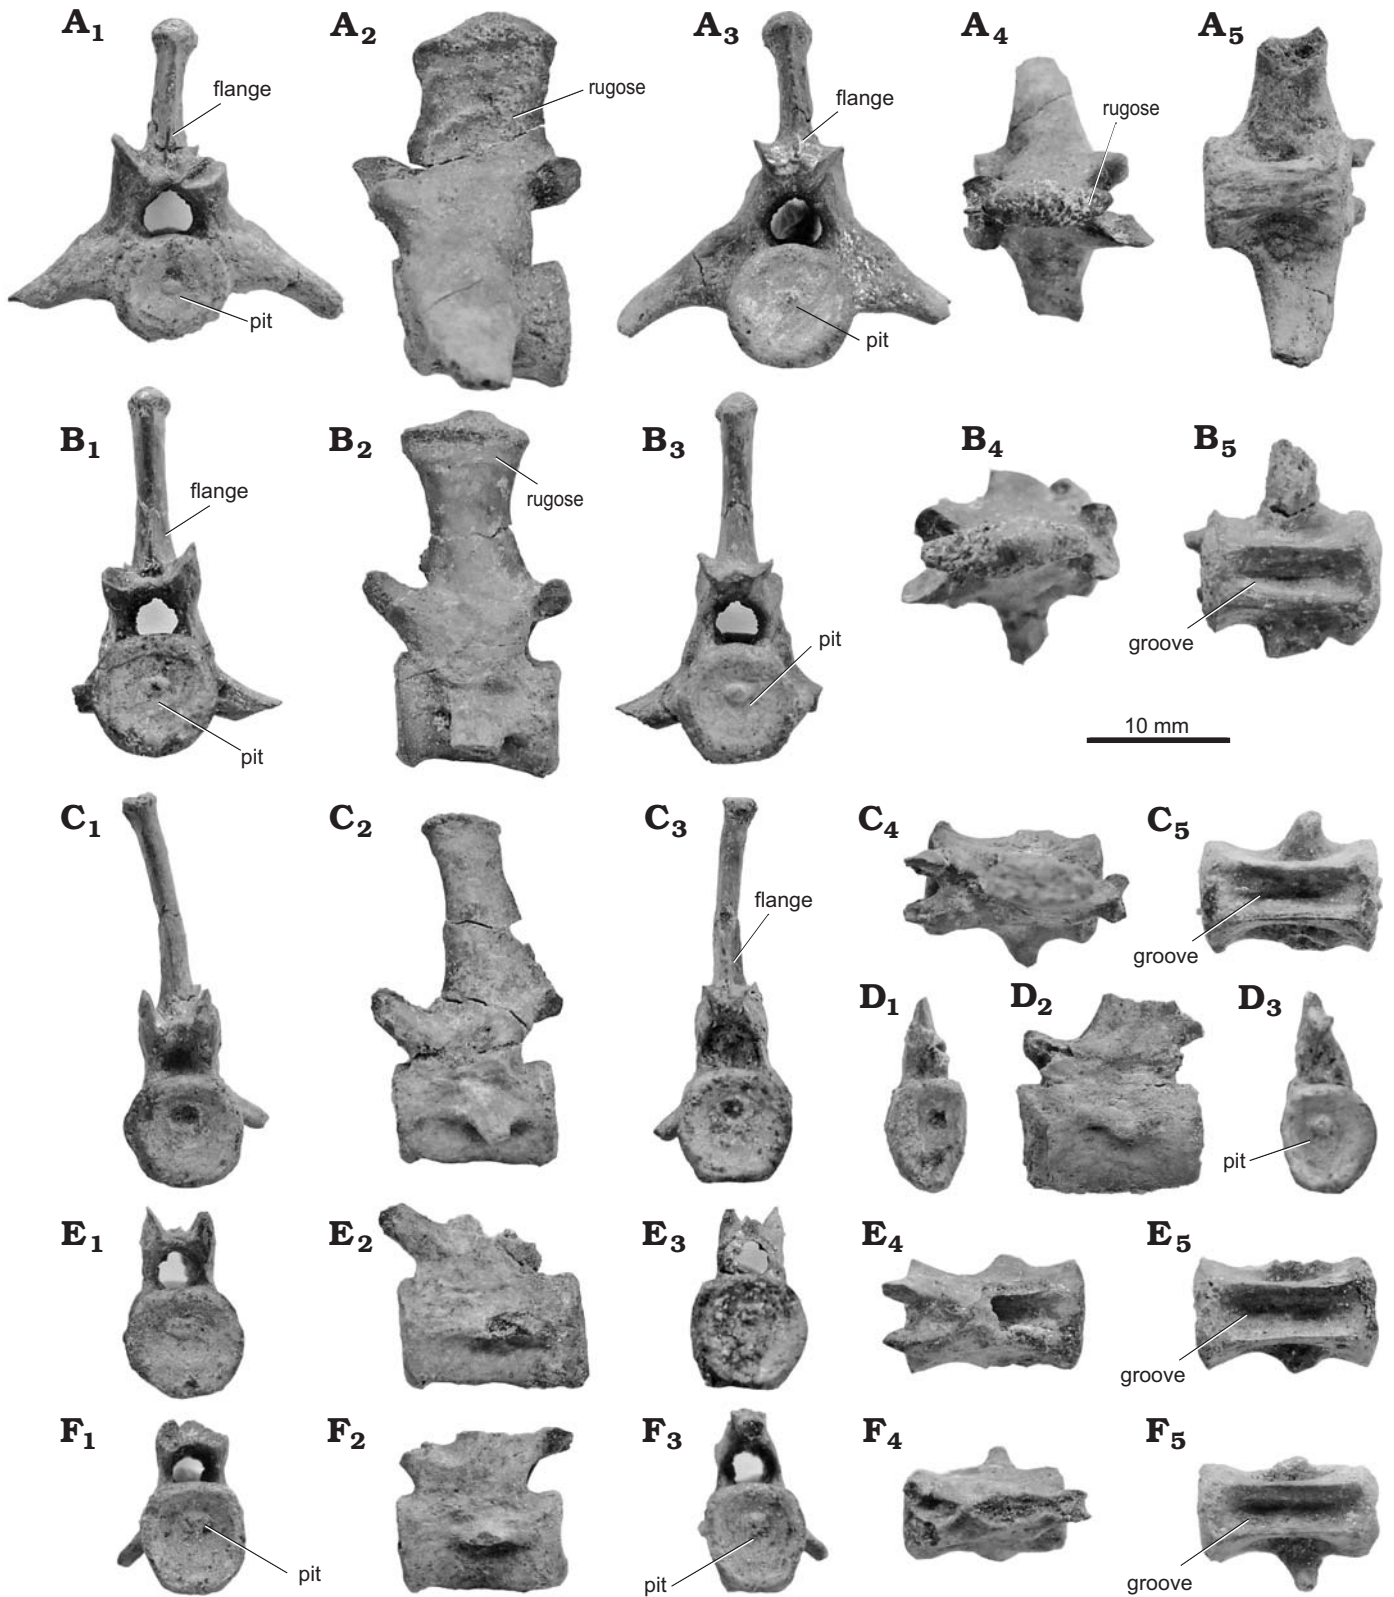 A1 A2 A3 A4 A5
flange
rugose
flange
rugose
pit
pit
B1 B2 B3 B4 B5
flange
rugose
pit
groove
pit
10 mm
C1 C2 C3 C4 C5
flange
groove
D1 D2 D3
pit
E1 E2 E3 E4 E5
groove
F1 F2 F3 F4 F5
pit
pit
groove